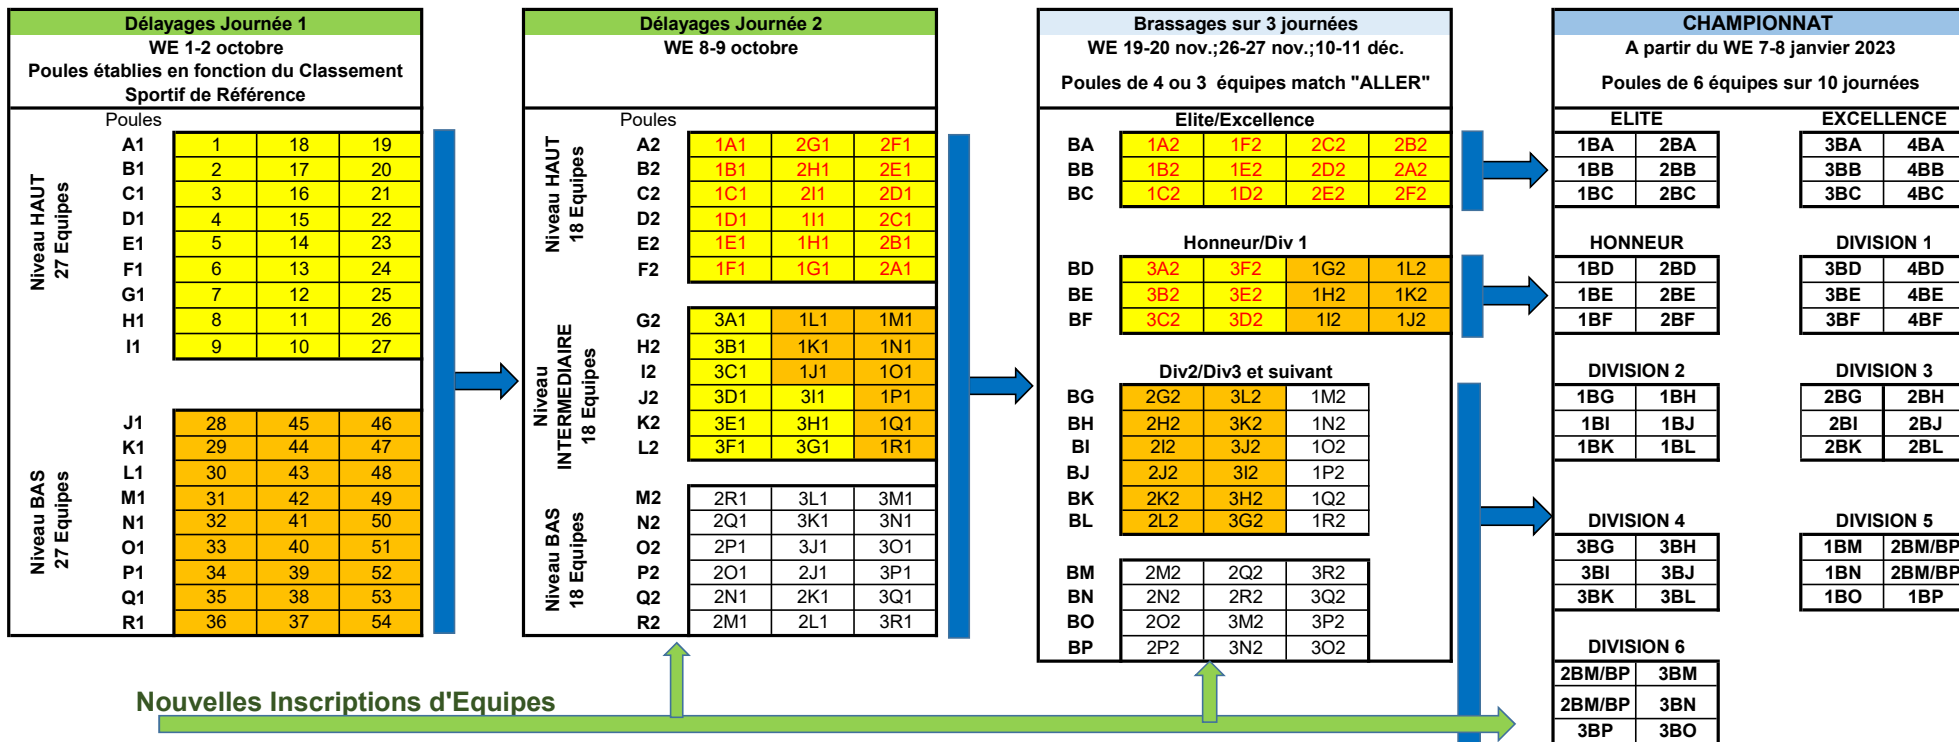 Délayages Journée 1
WE 1-2 octobre
Poules établies en fonction du Classement
Sportif de Référence
Poules
Niveau HAUT
27 Equipes
A1 1 18 19
B1 2 17 20
C1 3 16 21
D1 4 15 22
E1 5 14 23
F1 6 13 24
G1 7 12 25
H1 8 11 26
I1 9 10 27
Niveau BAS
27 Equipes
J1 28 45 46
K1 29 44 47
L1 30 43 48
M1 31 42 49
N1 32 41 50
O1 33 40 51
P1 34 39 52
Q1 35 38 53
R1 36 37 54
Délayages Journée 2
WE 8-9 octobre
Poules
Niveau HAUT
18 Equipes
A2 1A1 2G1 2F1
B2 1B1 2H1 2E1
C2 1C1 2I1 2D1
D2 1D1 1I1 2C1
E2 1E1 1H1 2B1
F2 1F1 1G1 2A1
Niveau
INTERMEDIAIRE
18 Equipes
G2 3A1 1L1 1M1
H2 3B1 1K1 1N1
I2 3C1 1J1 1O1
J2 3D1 3I1 1P1
K2 3E1 3H1 1Q1
L2 3F1 3G1 1R1
Niveau BAS
18 Equipes
M2 2R1 3L1 3M1
N2 2Q1 3K1 3N1
O2 2P1 3J1 3O1
P2 2O1 2J1 3P1
Q2 2N1 2K1 3Q1
R2 2M1 2L1 3R1
Brassages sur 3 journées
WE 19-20 nov.;26-27 nov.;10-11 déc.
Poules de 4 ou 3 équipes match "ALLER"
Elite/Excellence
BA 1A2 1F2 2C2 2B2
BB 1B2 1E2 2D2 2A2
BC 1C2 1D2 2E2 2F2
Honneur/Div 1
BD 3A2 3F2 1G2 1L2
BE 3B2 3E2 1H2 1K2
BF 3C2 3D2 1I2 1J2
Div2/Div3 et suivant
BG 2G2 3L2 1M2
BH 2H2 3K2 1N2
BI 2I2 3J2 1O2
BJ 2J2 3I2 1P2
BK 2K2 3H2 1Q2
BL 2L2 3G2 1R2
BM 2M2 2Q2 3R2
BN 2N2 2R2 3Q2
BO 2O2 3M2 3P2
BP 2P2 3N2 3O2
CHAMPIONNAT
A partir du WE 7-8 janvier 2023
Poules de 6 équipes sur 10 journées
ELITE EXCELLENCE
1BA 2BA 3BA 4BA
1BB 2BB 3BB 4BB
1BC 2BC 3BC 4BC
HONNEUR DIVISION 1
1BD 2BD 3BD 4BD
1BE 2BE 3BE 4BE
1BF 2BF 3BF 4BF
DIVISION 2 DIVISION 3
1BG 1BH 2BG 2BH
1BI 1BJ 2BI 2BJ
1BK 1BL 2BK 2BL
DIVISION 4 DIVISION 5
3BG 3BH 1BM 2BM/BP
3BI 3BJ 1BN 2BM/BP
3BK 3BL 1BO 1BP
DIVISION 6
2BM/BP 3BM
2BM/BP 3BN
3BP 3BO
Nouvelles Inscriptions d'Equipes